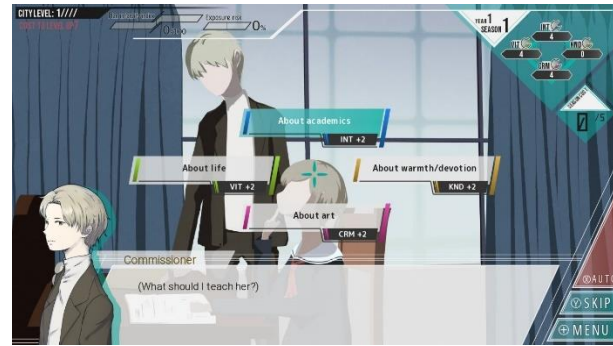 CITY LEVEL: 1////
Exposure risk
0%
YEAR 1
SEASON 1
INT
4
VIT
4
KND
0
CRM
4
0 /5
About academics
INT +2
About life
VIT +2
About warmth/devotion
KND +2
About art
CRM +2
Commissioner
(What should I teach her?)
AUTO
Y SKIP
MENU